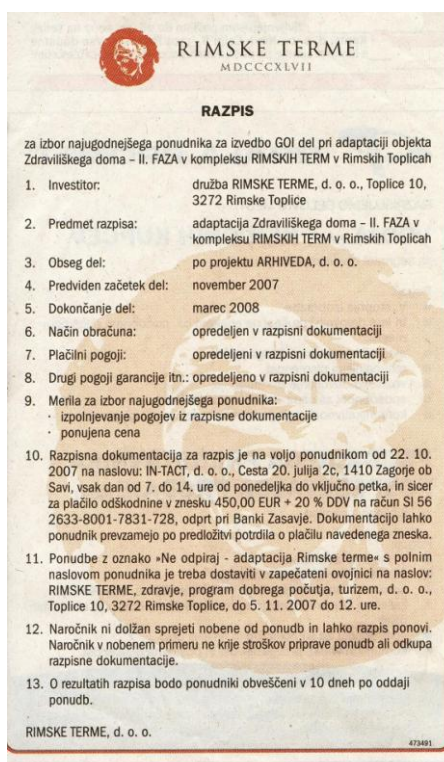 RIMSKE TERME
MDCCCXLVII
RAZPIS
za izbor najugodnejšega ponudnika za izvedbo GOI del pri adaptaciji objekta
Zdraviliškega doma – II. FAZA v kompleksu RIMSKIH TERM v Rimskih Toplicah
1. Investitor: družba RIMSKE TERME, d. o. o., Toplice 10,
3272 Rimske Toplice
2. Predmet razpisa: adaptacija Zdraviliškega doma – II. FAZA v
kompleksu RIMSKIH TERM v Rimskih Toplicah
3. Obseg del: po projektu ARHIVEDA, d. o. o.
4. Predviden začetek del: november 2007
5. Dokončanje del: marec 2008
6. Način obračuna: opredeljen v razpisni dokumentaciji
7. Plačilni pogoji: opredeljeni v razpisni dokumentaciji
8. Drugi pogoji garancije itn.: opredeljeno v razpisni dokumentaciji
9. Merila za izbor najugodnejšega ponudnika:
· izpolnjevanje pogojev iz razpisne dokumentacije
· ponujena cena
10. Razpisna dokumentacija za razpis je na voljo ponudnikom od 22. 10.
2007 na naslovu: IN-TACT, d. o. o., Cesta 20. julija 2c, 1410 Zagorje ob
Savi, vsak dan od 7. do 14. ure od ponedeljka do vključno petka, in sicer
za plačilo odškodnine v znesku 450,00 EUR + 20 % DDV na račun SI 56
2633-8001-7831-728, odprt pri Banki Zasavje. Dokumentacijo lahko
ponudnik prevzamejo po predložitvi potrdila o plačilu navedenega zneska.
11. Ponudbe z oznako »Ne odpiraj - adaptacija Rimske terme« s polnim
naslovom ponudnika je treba dostaviti v zapečateni ovojnici na naslov:
RIMSKE TERME, zdravje, program dobrega počutja, turizem, d. o. o.,
Toplice 10, 3272 Rimske Toplice, do 5. 11. 2007 do 12. ure.
12. Naročnik ni dolžan sprejeti nobene od ponudb in lahko razpis ponovi.
Naročnik v nobenem primeru ne krije stroškov priprave ponudb ali odkupa
razpisne dokumentacije.
13. O rezultatih razpisa bodo ponudniki obveščeni v 10 dneh po oddaji
ponudb.
RIMSKE TERME, d. o. o.
473491